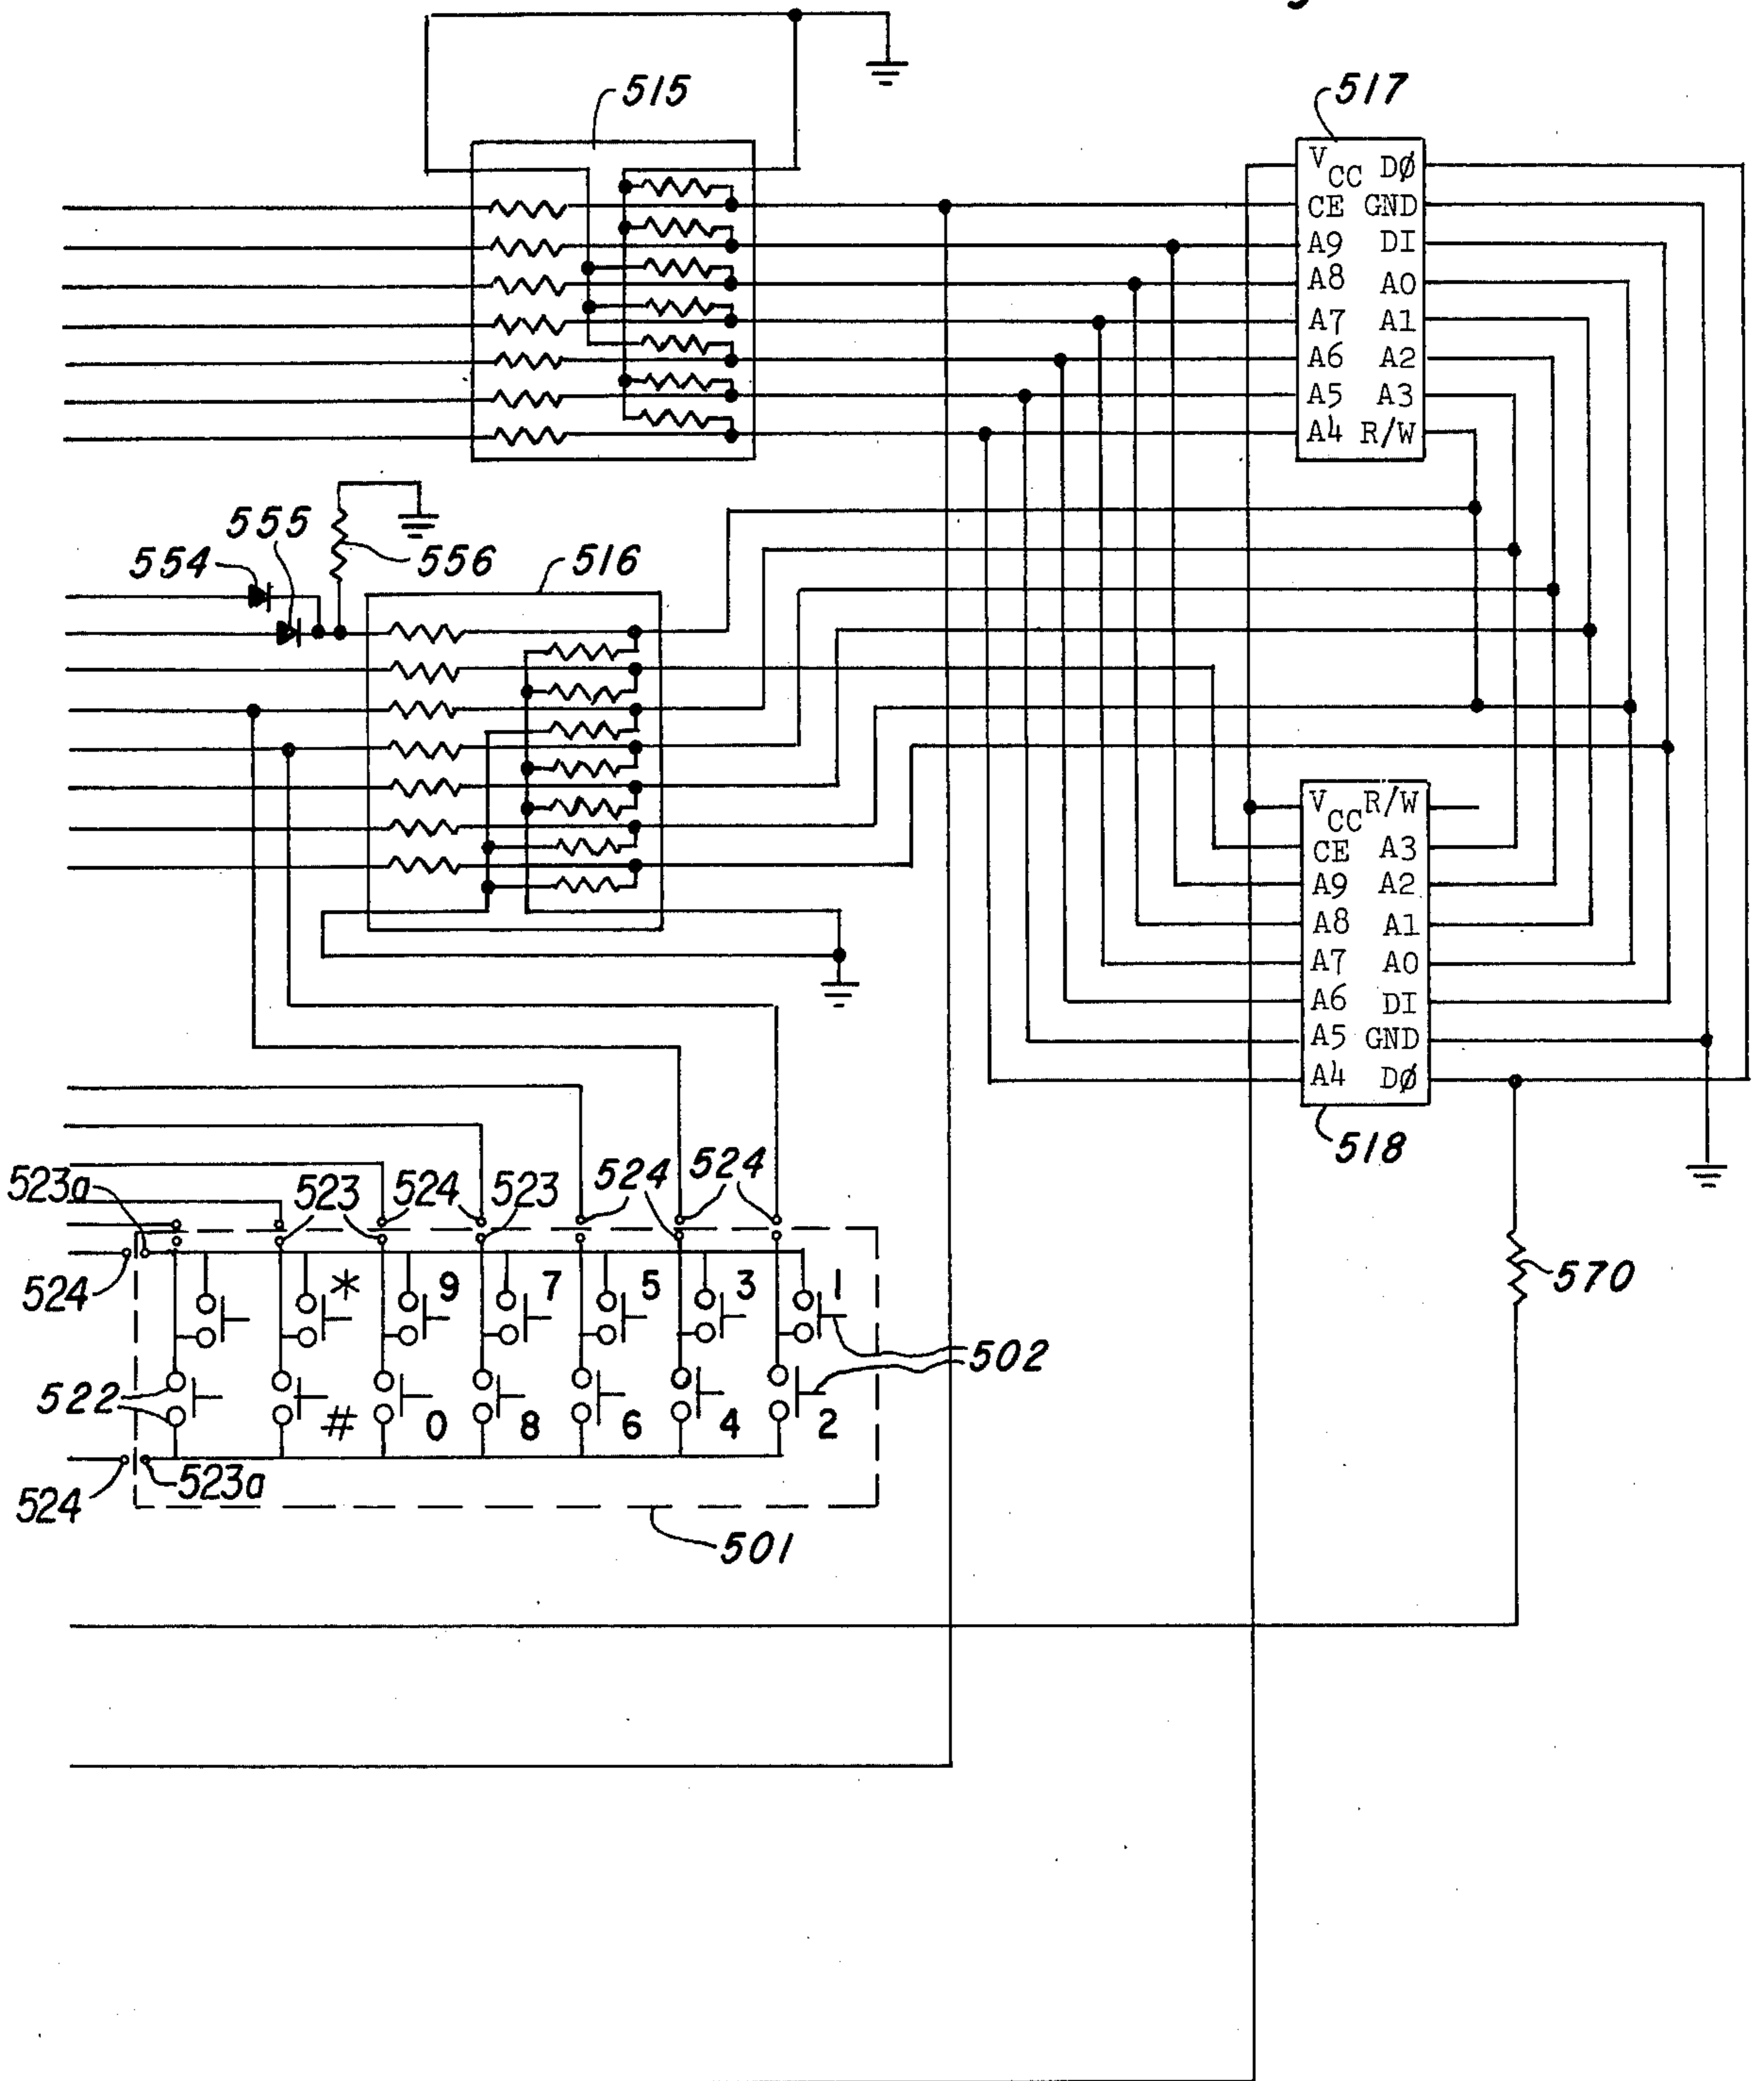 515
517
VCC DØ
CE GND
A9 DI
A8 A0
A7 A1
A6 A2
A5 A3
A4 R/W
555
554
556
516
VCC R/W
CE A3
A9 A2
A8 A1
A7 A0
A6 DI
A5 GND
A4 DØ
518
523a
523
524
523
524
524
524
* 9 7 5 3 1
570
502
522
# 0 8 6 4 2
524
523a
501